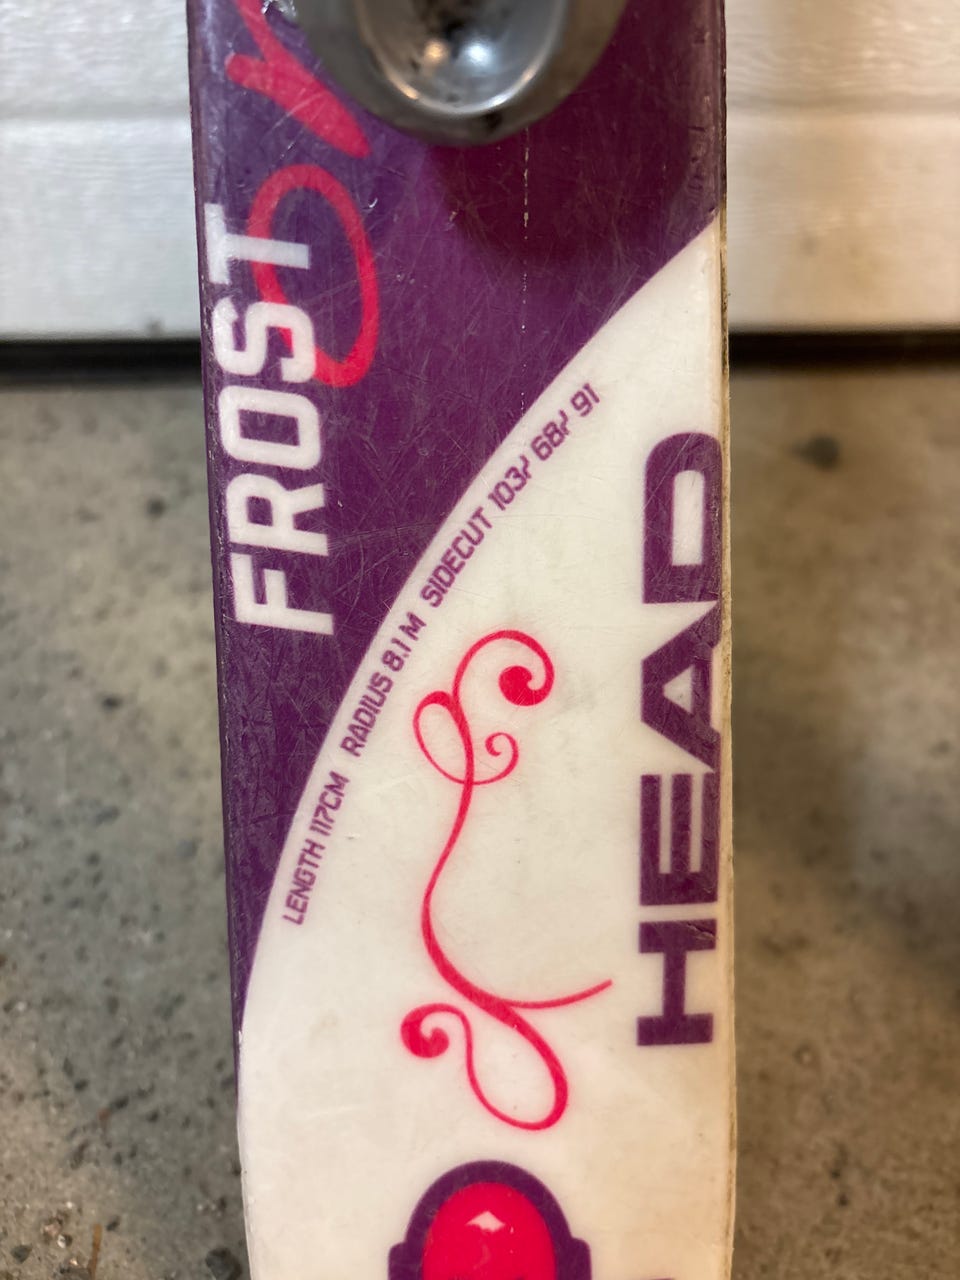 FROST
LENGTH 117CM RADIUS 8.1 M SIDECUT 103/ 68/ 91
HEAD